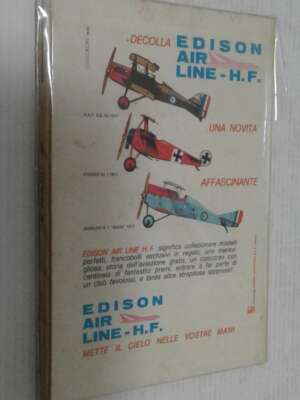 DECOLLA EDISON
AIR
LINE-H.F.
UNA NOVITA
AFFASCINANTE
EDISON AIR LINE H.F. significa collezionare modelli
perfetti, francobolli esclusivi in regalo, una meravi-
gliosa storia dell'aviazione gratis, un concorso con
centinaia di fantastici premi, entrare a far parte di
un club favoloso, e tante altre strepitose sorprese!
EDISON
AIR
LINE-H.F.
METTE IL CIELO NELLE VOSTRE MANI